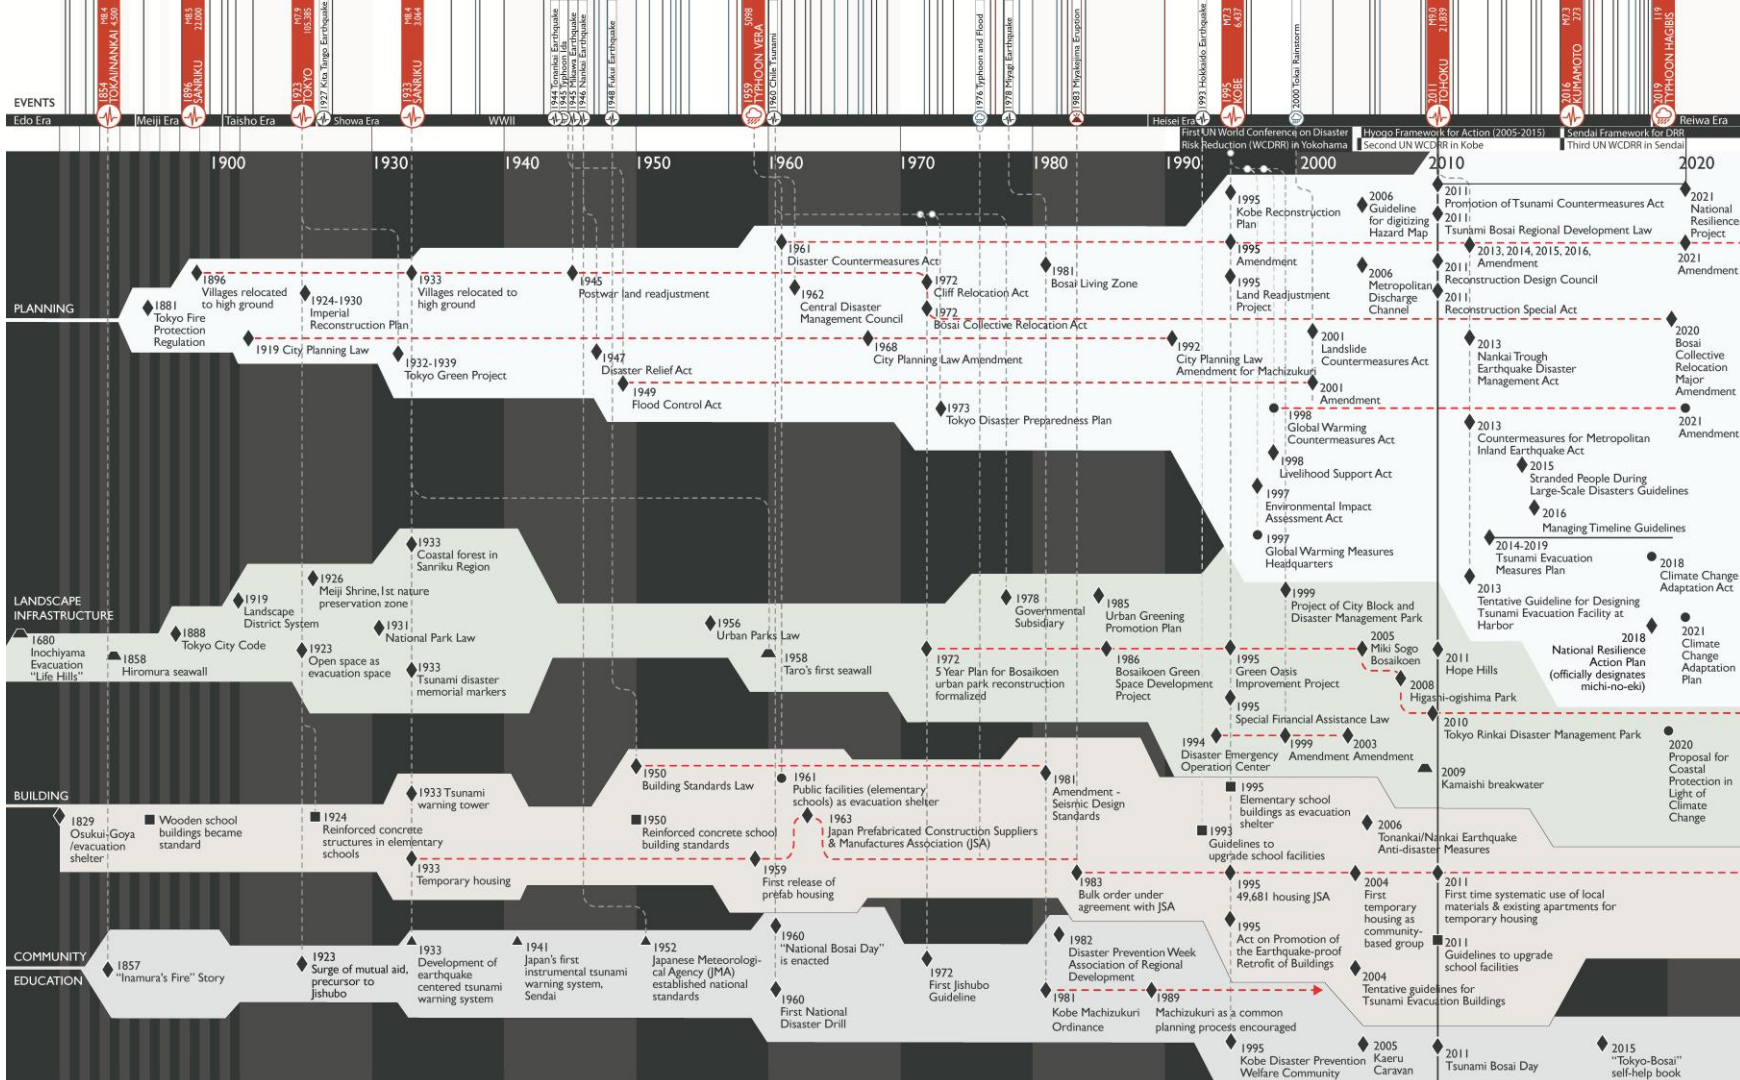 M8.4
4,500
1854
TOKAI/NANKAI
M8.5
22,000
1896
SANRIKU
M7.9
105,385
1923
TOKYO
1927 Kita Tango Earthquake
M8.4
3,064
1933
SANRIKU
1944 Tonankai Earthquake
1945 Typhoon Ida
1945 Mikawa Earthquake
1946 Nankai Earthquake
1948 Fukui Earthquake
5098
1959
TYPHOON VERA
1960 Chile Tsunami
1976 Typhoon and Flood
1978 Miyagi Earthquake
1983 Miyakejima Eruption
1993 Hokkaido Earthquake
M7.3
6,437
1995
KOBE
2000 Tokai Rainstorm
M9.0
21,839
2011
TOHOKU
M7.3
273
2016
KUMAMOTO
119
2019
TYPHOON HAGIBIS
EVENTS
Edo Era
Meiji Era
Taisho Era
Showa Era
WWII
Heisei Era
Reiwa Era
First UN World Conference on Disaster
Risk Reduction (WCDRR) in Yokohama
Hyogo Framework for Action (2005-2015)
Second UN WCDRR in Kobe
Sendai Framework for DRR
Third UN WCDRR in Sendai
1900
1930
1940
1950
1960
1970
1980
1990
2000
2010
2020
PLANNING
1881
Tokyo Fire
Protection
Regulation
1896
Villages relocated
to high ground
1919 City Planning Law
1924-1930
Imperial
Reconstruction Plan
1933
Villages relocated to
high ground
1932-1939
Tokyo Green Project
1945
Postwar land readjustment
1947
Disaster Relief Act
1949
Flood Control Act
1961
Disaster Countermeasures Act
1962
Central Disaster
Management Council
1968
City Planning Law Amendment
1972
Cliff Relocation Act
1972
Bosai Collective Relocation Act
1973
Tokyo Disaster Preparedness Plan
1981
Bosai Living Zone
1992
City Planning Law
Amendment for Machizukuri
1995
Kobe Reconstruction
Plan
1995
Amendment
1995
Land Readjustment
Project
2001
Landslide
Countermeasures Act
2001
Amendment
1998
Global Warming
Countermeasures Act
1998
Livelihood Support Act
1997
Environmental Impact
Assessment Act
1997
Global Warming Measures
Headquarters
2006
Guideline
for digitizing
Hazard Map
2006
Metropolitan
Discharge
Channel
2011
Promotion of Tsunami Countermeasures Act
2011
Tsunami Bosai Regional Development Law
2013, 2014, 2015, 2016,
Amendment
2011
Reconstruction Design Council
2011
Reconstruction Special Act
2013
Nankai Trough
Earthquake Disaster
Management Act
2013
Countermeasures for Metropolitan
Inland Earthquake Act
2015
Stranded People During
Large-Scale Disasters Guidelines
2016
Managing Timeline Guidelines
2014-2019
Tsunami Evacuation
Measures Plan
2013
Tentative Guideline for Designing
Tsunami Evacuation Facility at
Harbor
2021
National
Resilience
Project
2021
Amendment
2020
Bosai
Collective
Relocation
Major
Amendment
2021
Amendment
2018
Climate Change
Adaptation Act
2021
Climate
Change
Adaptation
Plan
2018
National Resilience
Action Plan
(officially designates
michi-no-eki)
LANDSCAPE
INFRASTRUCTURE
1680
Inochiyama
Evacuation
"Life Hills"
1858
Hiromura seawall
1888
Tokyo City Code
1919
Landscape
District System
1926
Meiji Shrine, 1st nature
preservation zone
1923
Open space as
evacuation space
1931
National Park Law
1933
Coastal forest in
Sanriku Region
1933
Tsunami disaster
memorial markers
1956
Urban Parks Law
1958
Taro's first seawall
1972
5 Year Plan for Bosaikoen
urban park reconstruction
formalized
1978
Governmental
Subsidiary
1985
Urban Greening
Promotion Plan
1986
Bosaikoen Green
Space Development
Project
1999
Project of City Block and
Disaster Management Park
1995
Green Oasis
Improvement Project
1995
Special Financial Assistance Law
1994
Disaster Emergency
Operation Center
1999
Amendment
2003
Amendment
2005
Miki Sogo
Bosaikoen
2008
Higashi-ogishima Park
2011
Hope Hills
2010
Tokyo Rinkai Disaster Management Park
2009
Kamaishi breakwater
2020
Proposal for
Coastal
Protection in
Light of
Climate
Change
BUILDING
1829
Osukui-Goya
/evacuation
shelter
Wooden school
buildings became
standard
1924
Reinforced concrete
structures in elementary
schools
1933 Tsunami
warning tower
1933
Temporary housing
1950
Building Standards Law
1950
Reinforced concrete school
building standards
1959
First release of
prefab housing
1961
Public facilities (elementary
schools) as evacuation shelter
1963
Japan Prefabricated Construction Suppliers
& Manufactures Association (JSA)
1981
Amendment -
Seismic Design
Standards
1983
Bulk order under
agreement with JSA
1993
Guidelines to
upgrade school facilities
1995
Elementary school
buildings as evacuation
shelter
1995
49,681 housing JSA
1995
Act on Promotion of
the Earthquake-proof
Retrofit of Buildings
2006
Tonankai/Nankai Earthquake
Anti-disaster Measures
2004
First
temporary
housing as
community-
based group
2004
Tentative guidelines for
Tsunami Evacuation Buildings
2011
First time systematic use of local
materials & existing apartments for
temporary housing
2011
Guidelines to upgrade
school facilities
COMMUNITY
EDUCATION
1857
"Inamura's Fire" Story
1923
Surge of mutual aid,
precursor to
Jishubo
1933
Development of
earthquake
centered tsunami
warning system
1941
Japan's first
instrumental tsunami
warning system,
Sendai
1952
Japanese Meteorologi-
cal Agency (JMA)
established national
standards
1960
"National Bosai Day"
is enacted
1960
First National
Disaster Drill
1972
First Jishubo
Guideline
1982
Disaster Prevention Week
Association of Regional
Development
1981
Kobe Machizukuri
Ordinance
1989
Machizukuri as a common
planning process encouraged
1995
Kobe Disaster Prevention
Welfare Community
2005
Kaeru
Caravan
2011
Tsunami Bosai Day
2015
"Tokyo-Bosai"
self-help book